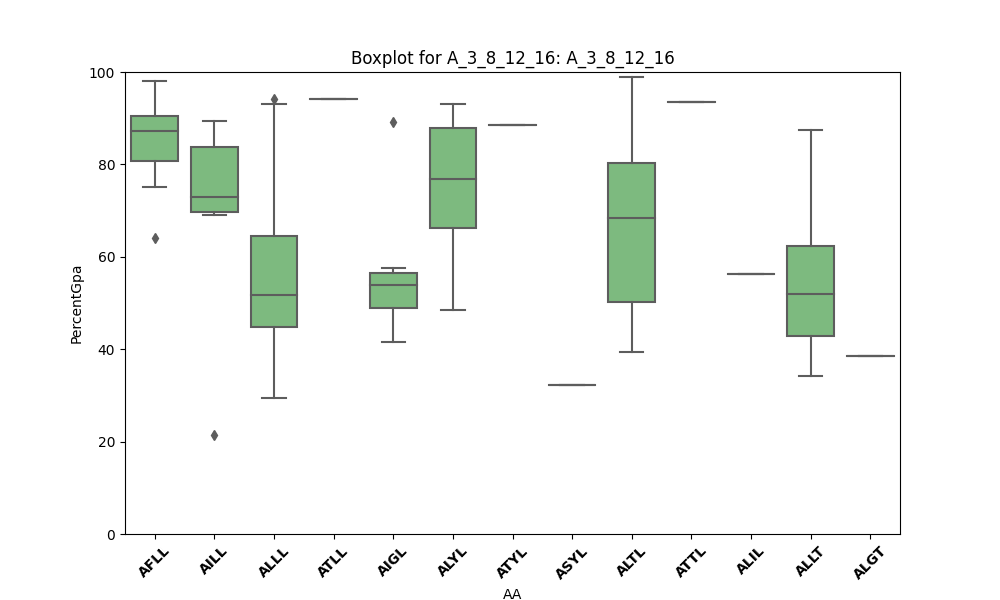 Boxplot for A_3_8_12_16: A_3_8_12_16
100
80
60
40
20
0
PercentGpa
AFLL AILL ALLL ATLL AIGL ALYL ATYL ASYL ALTL ATTL ALIL ALLT ALGT
AA